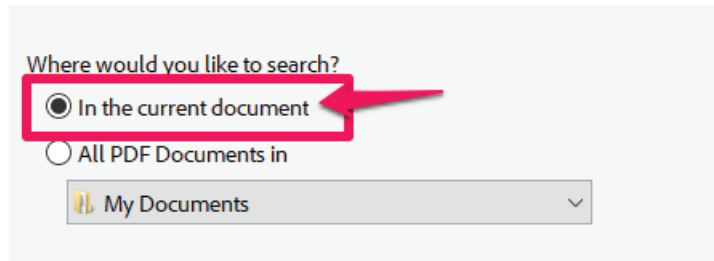 Where would you like to search?
In the current document
All PDF Documents in
My Documents